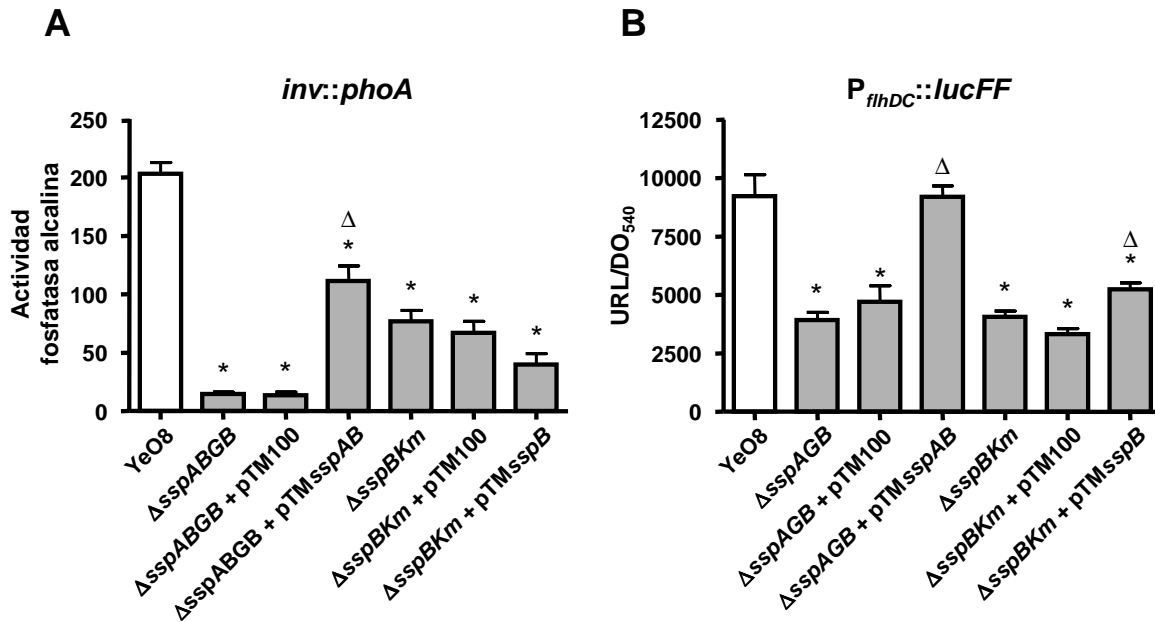 A
inv::phoA
Actividad
fosfatasa alcalina
250
200
150
100
50
0
*
*
Δ
*
*
*
*
YeO8
ΔsspABGB
ΔsspABGB + pTM100
ΔsspABGB + pTMsspAB
ΔsspBKm
ΔsspBKm + pTM100
ΔsspBKm + pTMsspB
B
PflhDC::lucFF
URL/DO540
12500
10000
7500
5000
2500
0
*
*
Δ
*
*
Δ
*
YeO8
ΔsspAGB
ΔsspAGB + pTM100
ΔsspAGB + pTMsspAB
ΔsspBKm
ΔsspBKm + pTM100
ΔsspBKm + pTMsspB